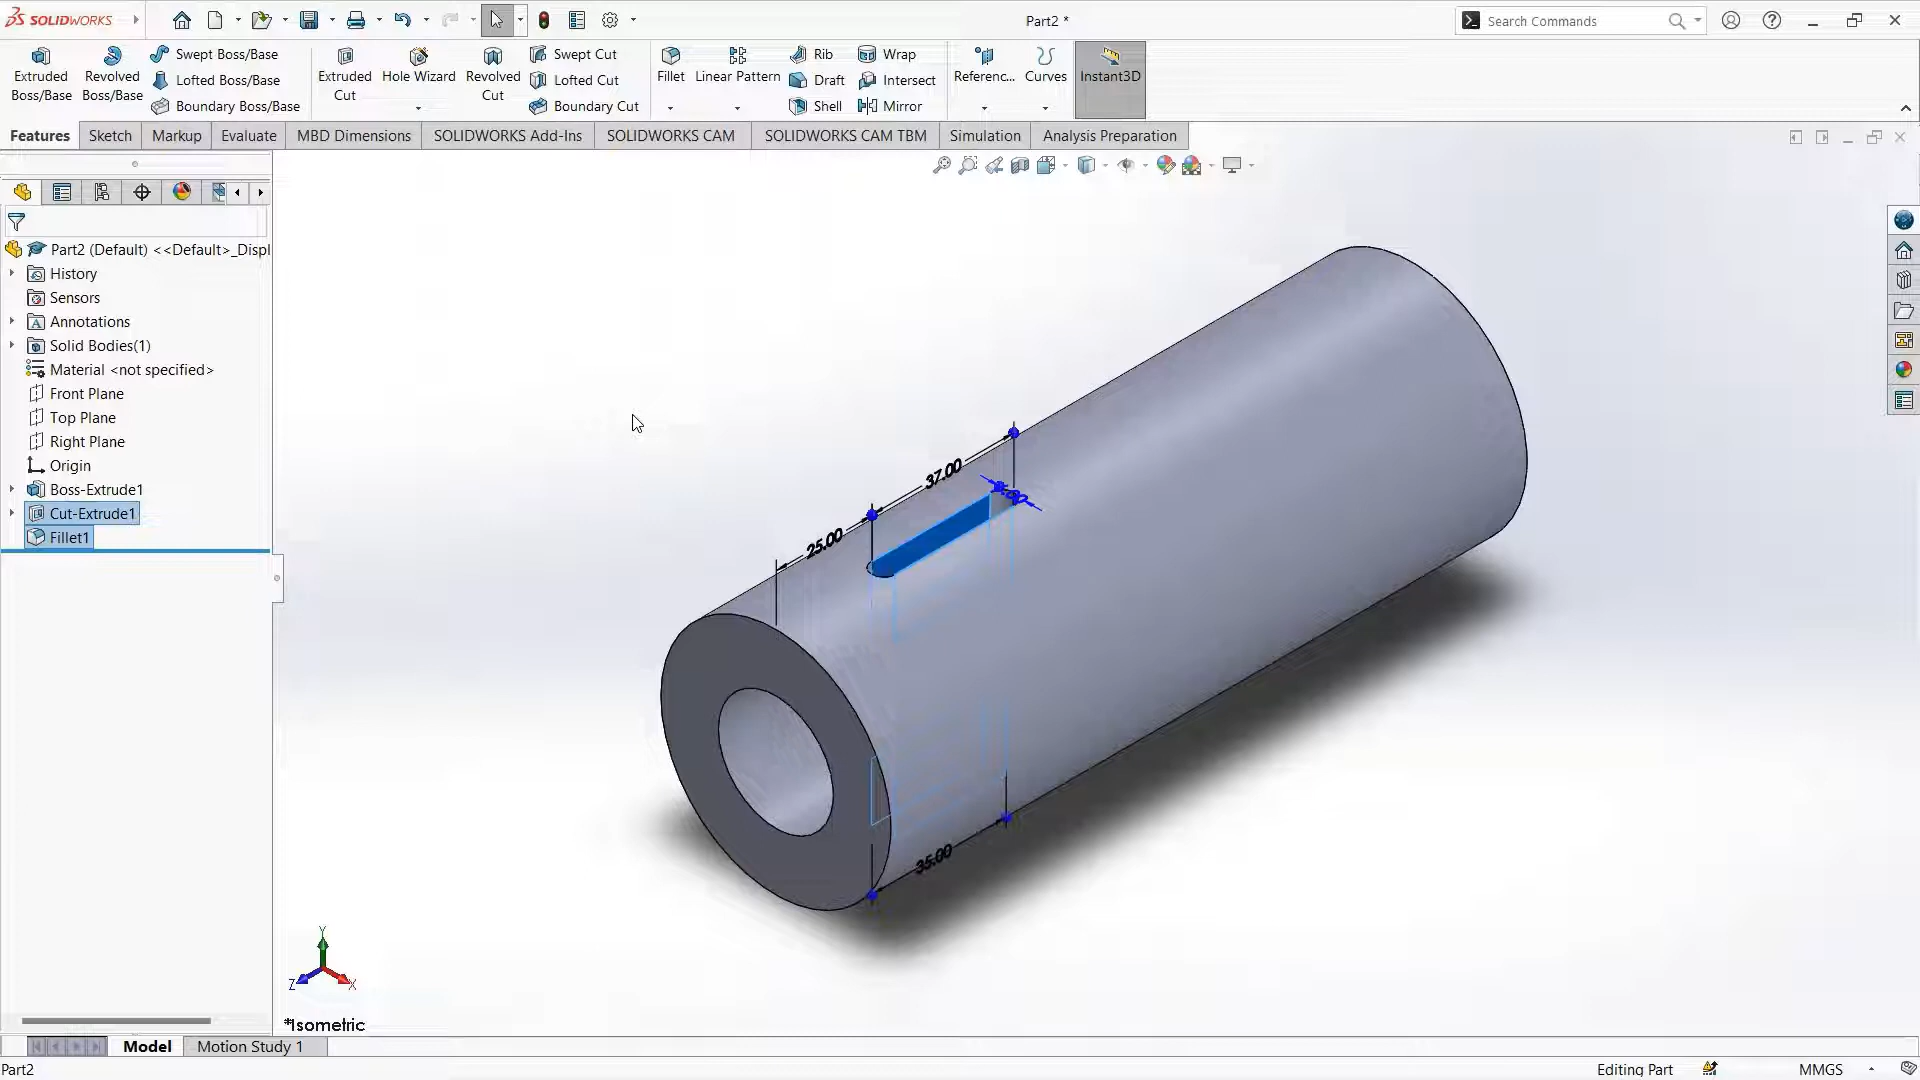 SOLIDWORKS
Part2 *
Search Commands
Extruded Boss/Base
Revolved Boss/Base
Swept Boss/Base
Lofted Boss/Base
Boundary Boss/Base
Extruded Cut
Hole Wizard
Revolved Cut
Swept Cut
Lofted Cut
Boundary Cut
Fillet
Linear Pattern
Rib
Draft
Shell
Wrap
Intersect
Mirror
Referenc...
Curves
Instant3D
Features
Sketch
Markup
Evaluate
MBD Dimensions
SOLIDWORKS Add-Ins
SOLIDWORKS CAM
SOLIDWORKS CAM TBM
Simulation
Analysis Preparation
Part2 (Default) <<Default>_Displ
History
Sensors
Annotations
Solid Bodies(1)
Material <not specified>
Front Plane
Top Plane
Right Plane
Origin
Boss-Extrude1
Cut-Extrude1
Fillet1
37.00
25.00
35.00
Y
Z
X
*Isometric
Model
Motion Study 1
Part2
Editing Part
MMGS